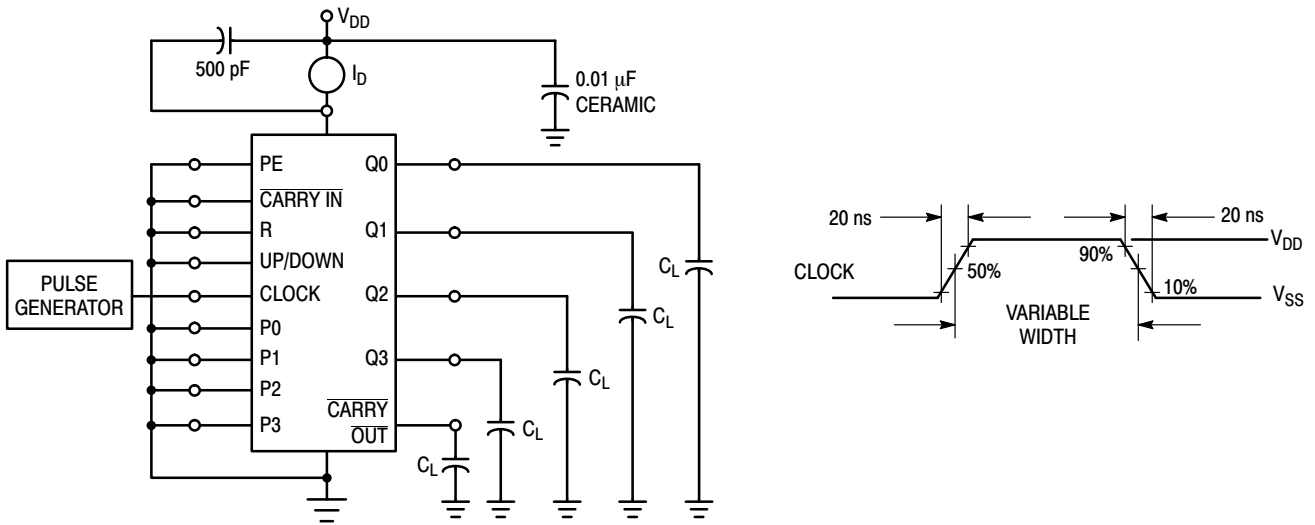 V_DD
500 pF
I_D
0.01 μF
CERAMIC
PE
CARRY IN
R
UP/DOWN
CLOCK
P0
P1
P2
P3
Q0
Q1
Q2
Q3
CARRY
OUT
PULSE
GENERATOR
C_L
C_L
C_L
C_L
C_L
20 ns
20 ns
V_DD
90%
50%
CLOCK
10%
V_SS
VARIABLE
WIDTH